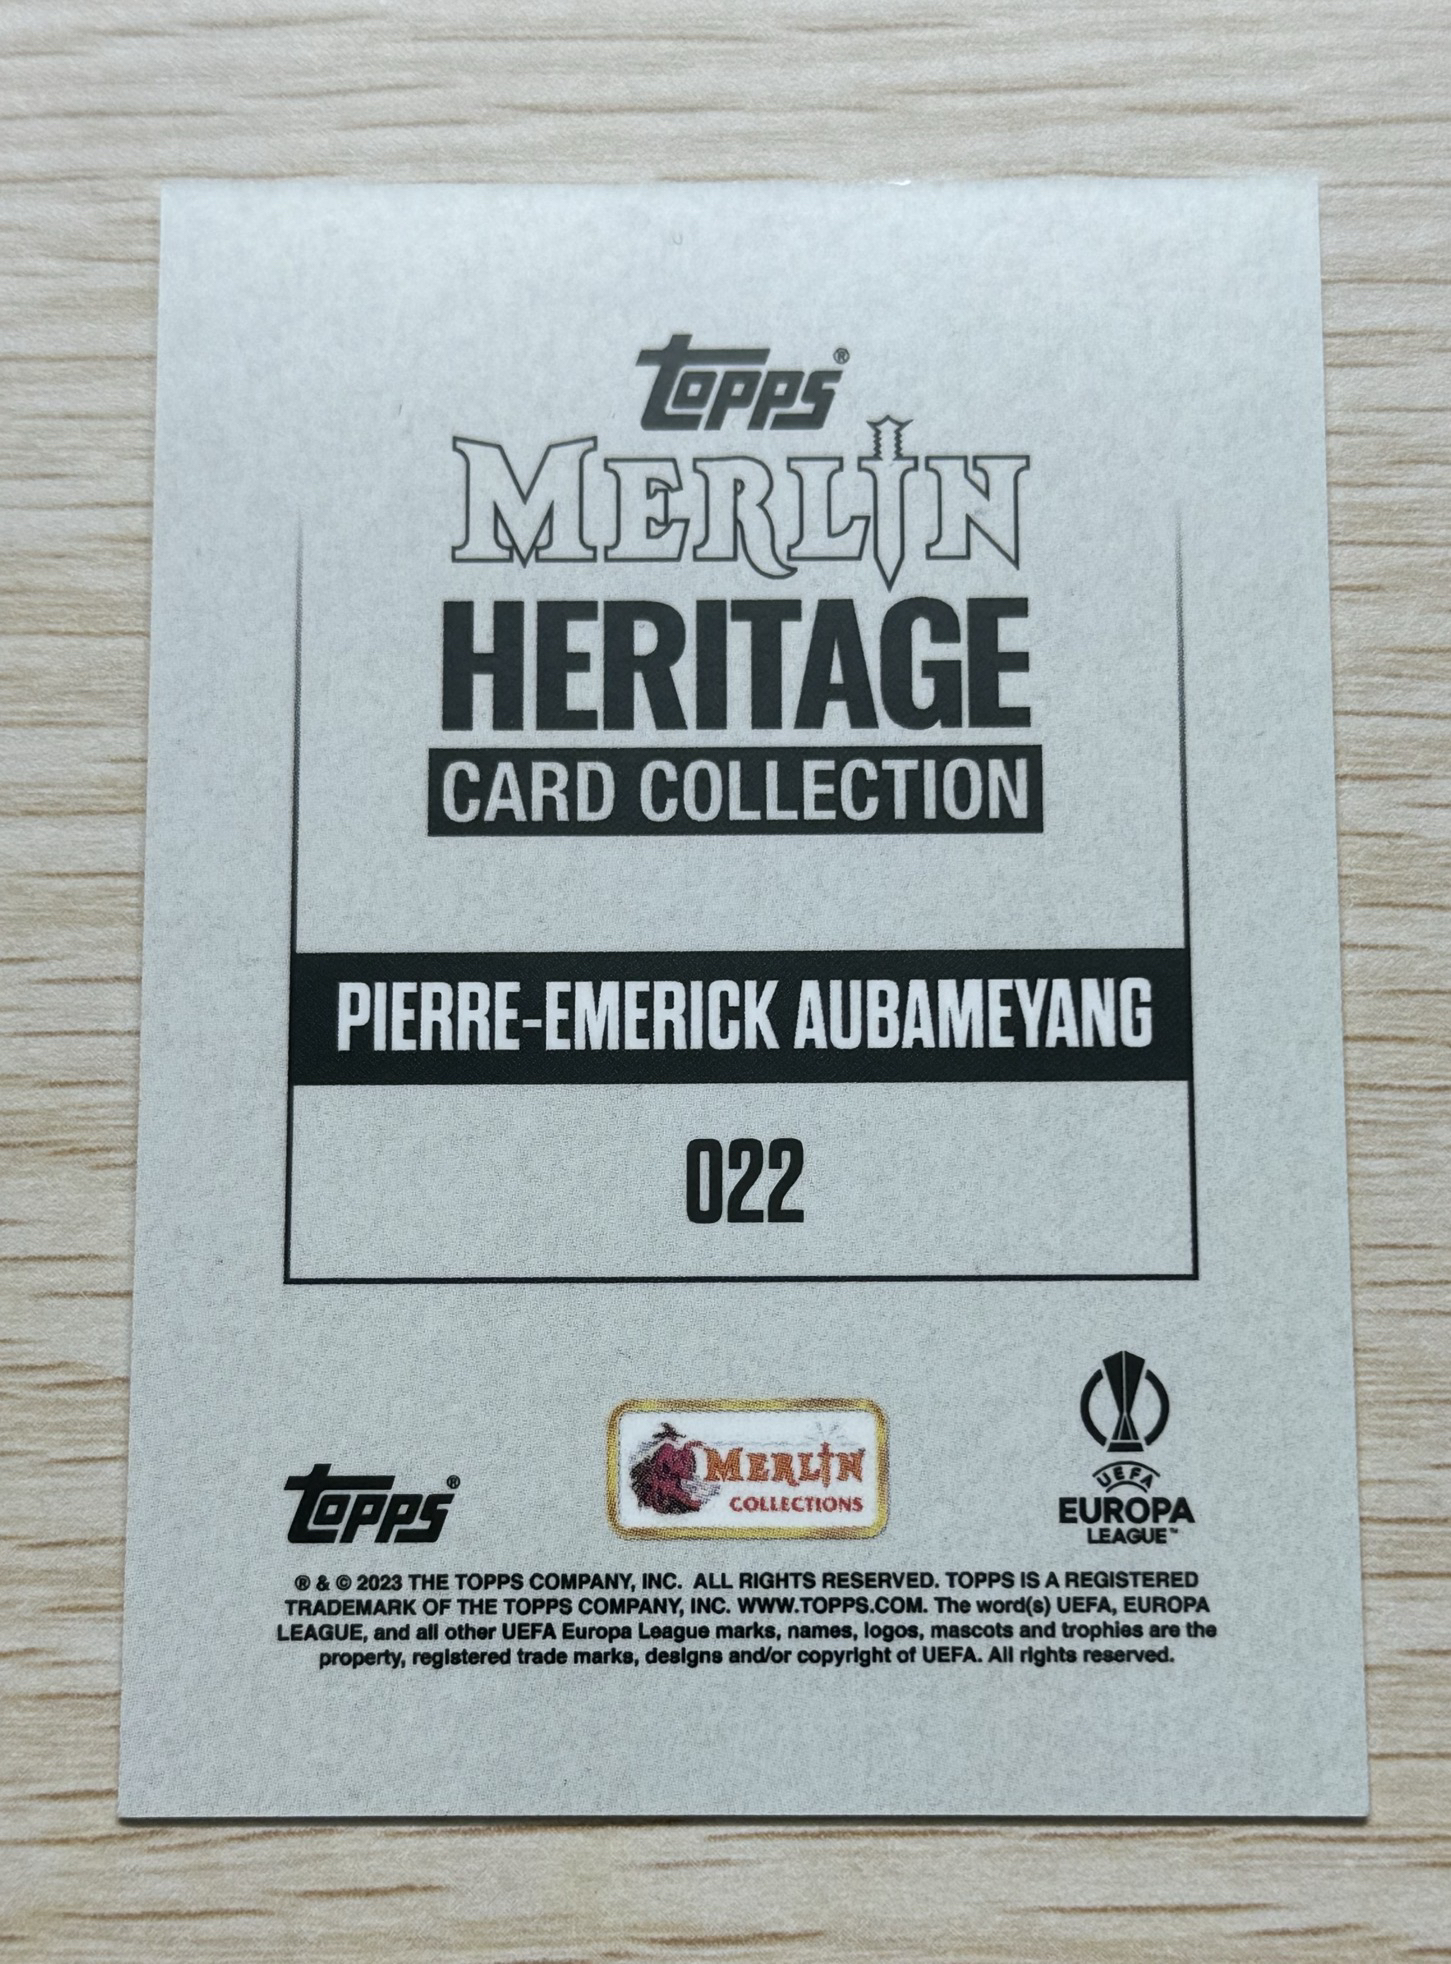 topps®
MERLIN
HERITAGE
CARD COLLECTION
PIERRE-EMERICK AUBAMEYANG
022
topps®
MERLIN
COLLECTIONS
UEFA
EUROPA
LEAGUE™
® & © 2023 THE TOPPS COMPANY, INC. ALL RIGHTS RESERVED. TOPPS IS A REGISTERED
TRADEMARK OF THE TOPPS COMPANY, INC. WWW.TOPPS.COM. The word(s) UEFA, EUROPA
LEAGUE, and all other UEFA Europa League marks, names, logos, mascots and trophies are the
property, registered trade marks, designs and/or copyright of UEFA. All rights reserved.